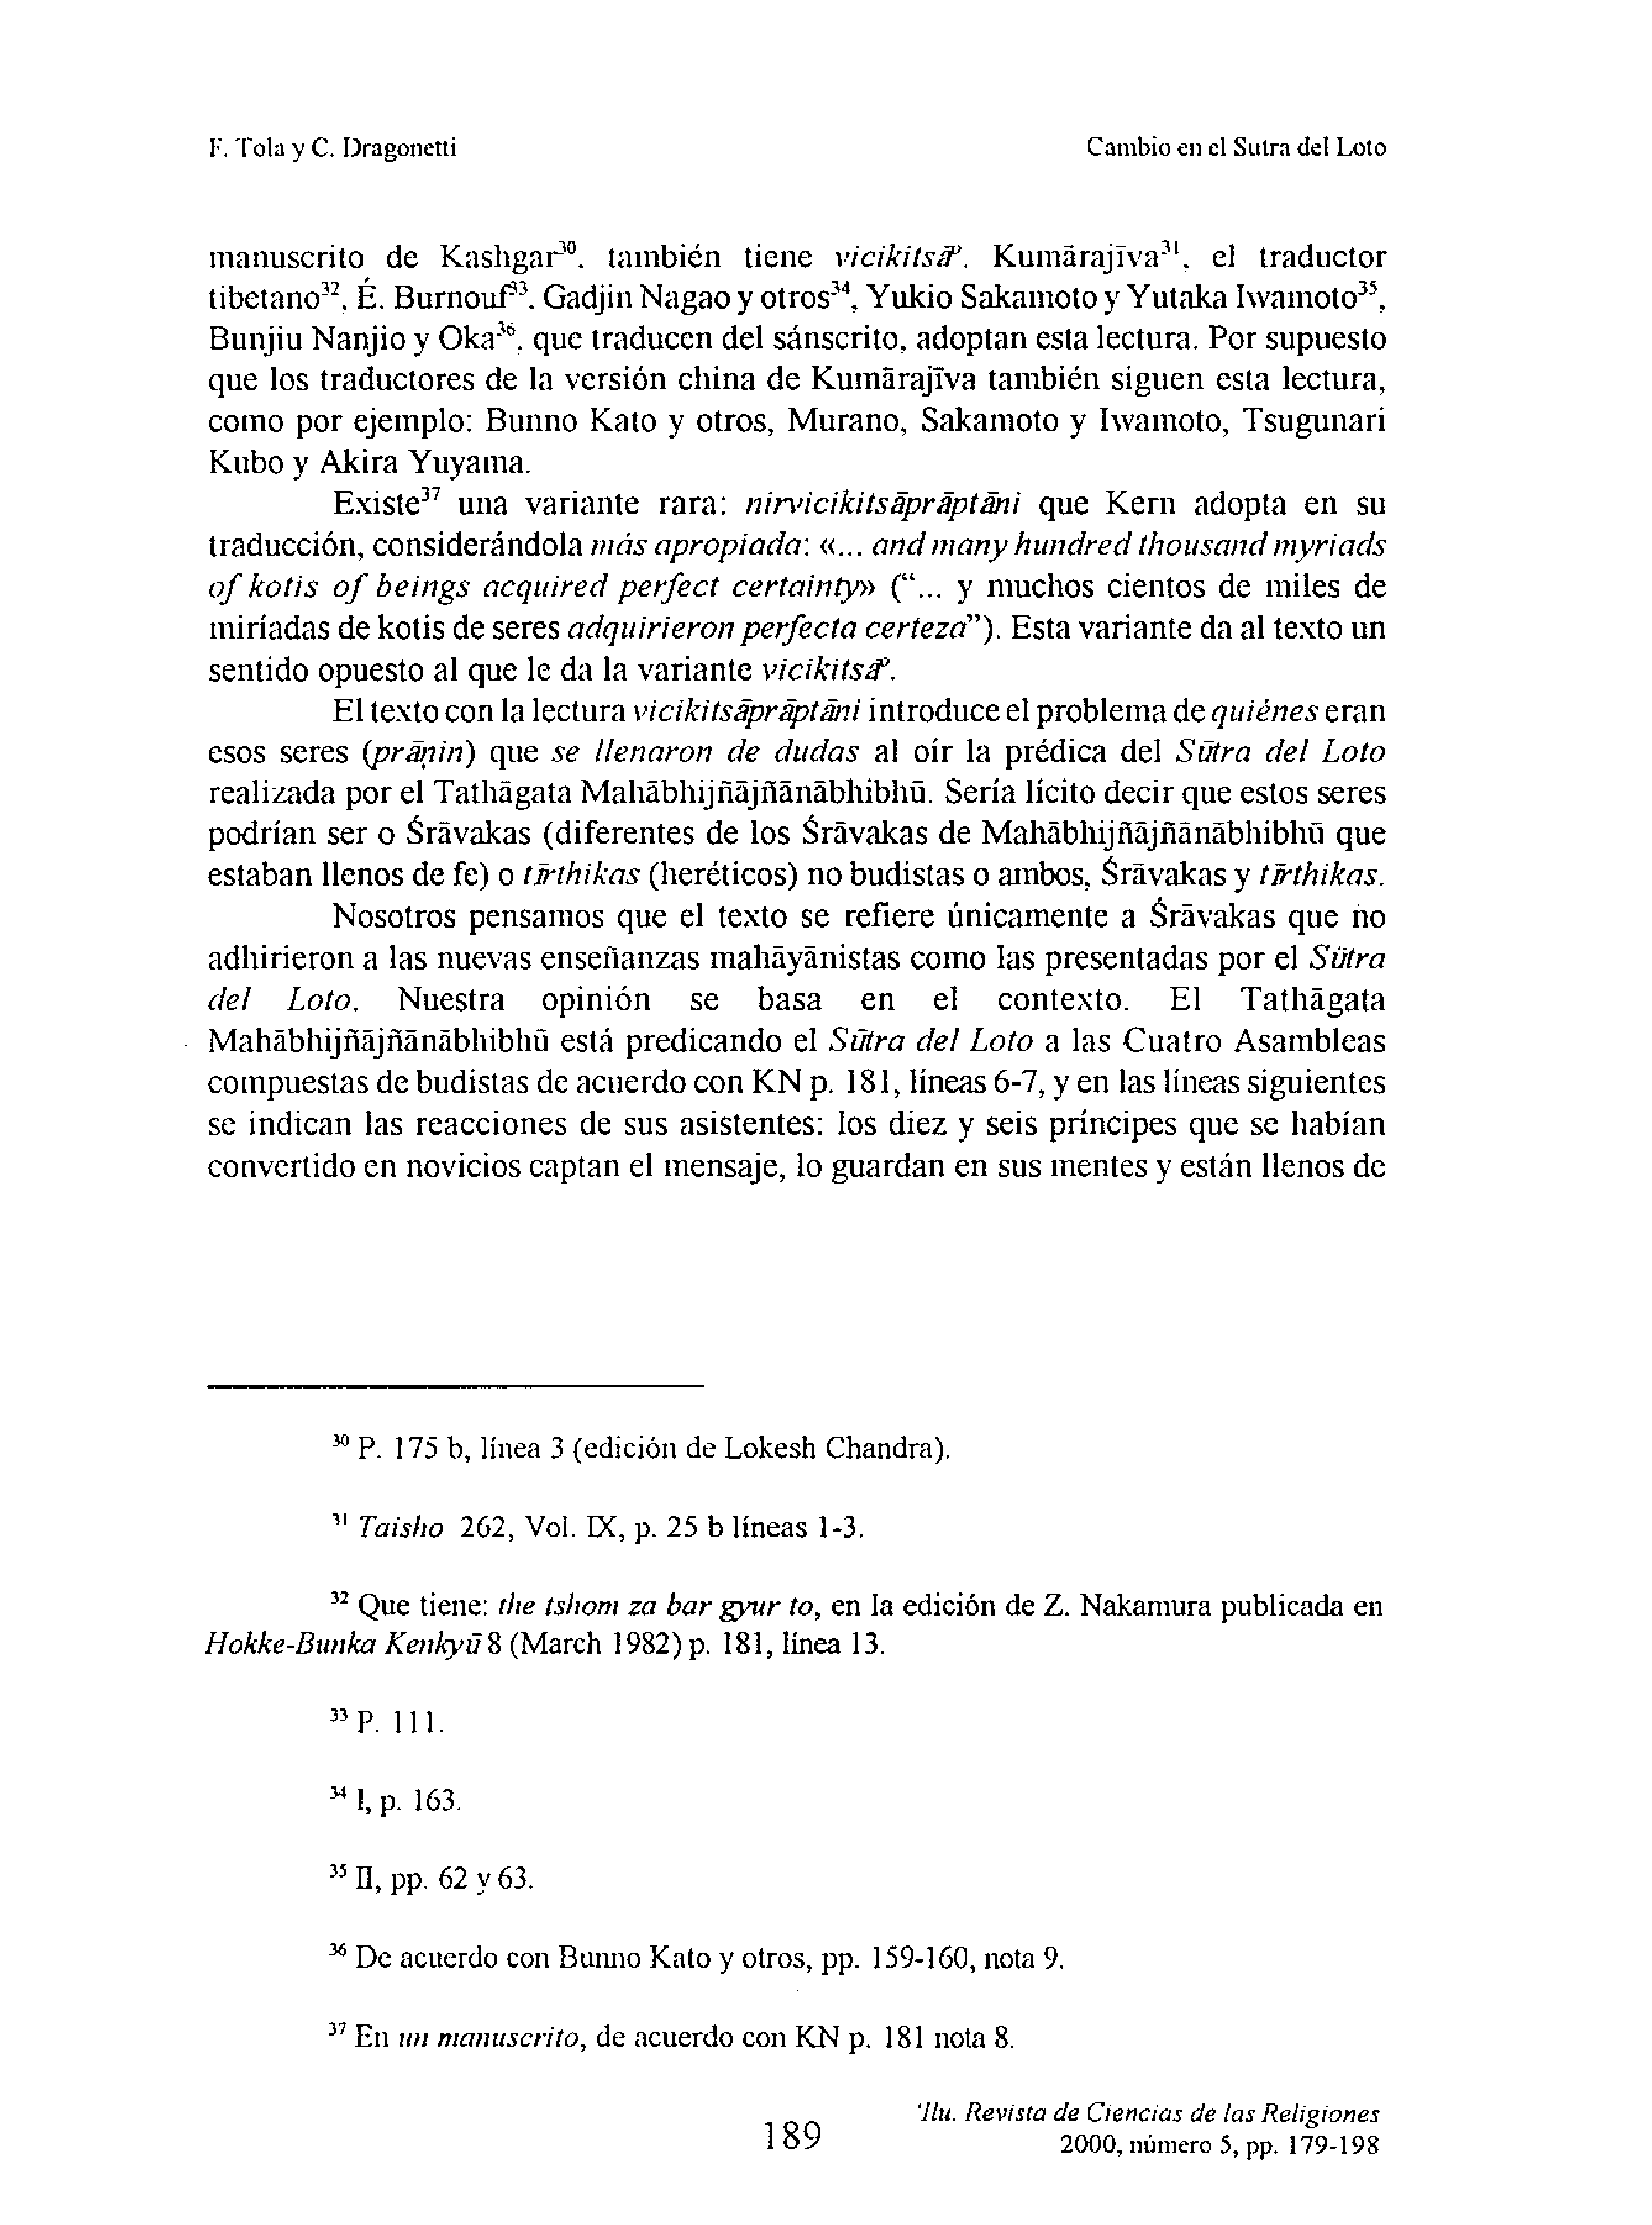 F. Tola y C. Dragonetti
Cambio en el Sutra del Loto
manuscrito de Kashgar³⁰. también tiene vicikitsā°. Kumārajīva³¹, el traductor
tibetano³², É. Burnouf³³. Gadjin Nagao y otros³⁴, Yukio Sakamoto y Yutaka Iwamoto³⁵,
Bunjiu Nanjio y Oka³⁶, que traducen del sánscrito, adoptan esta lectura. Por supuesto
que los traductores de la versión china de Kumārajīva también siguen esta lectura,
como por ejemplo: Bunno Kato y otros, Murano, Sakamoto y Iwamoto, Tsugunari
Kubo y Akira Yuyama.
Existe³⁷ una variante rara: nirvicikitsāprāptāni que Kern adopta en su
traducción, considerándola más apropiada: «... and many hundred thousand myriads
of kotis of beings acquired perfect certainty» (“... y muchos cientos de miles de
miríadas de kotis de seres adquirieron perfecta certeza”). Esta variante da al texto un
sentido opuesto al que le da la variante vicikitsā°.
El texto con la lectura vicikitsāprāptāni introduce el problema de quiénes eran
esos seres (prāṇin) que se llenaron de dudas al oír la prédica del Sūtra del Loto
realizada por el Tathāgata Mahābhijñājñānābhibhū. Sería lícito decir que estos seres
podrían ser o Śrāvakas (diferentes de los Śrāvakas de Mahābhijñājñānābhibhū que
estaban llenos de fe) o tīrthikas (heréticos) no budistas o ambos, Śrāvakas y tīrthikas.
Nosotros pensamos que el texto se refiere únicamente a Śrāvakas que no
adhirieron a las nuevas enseñanzas mahāyānistas como las presentadas por el Sūtra
del Loto. Nuestra opinión se basa en el contexto. El Tathāgata
Mahābhijñājñānābhibhū está predicando el Sūtra del Loto a las Cuatro Asambleas
compuestas de budistas de acuerdo con KN p. 181, líneas 6-7, y en las líneas siguientes
se indican las reacciones de sus asistentes: los diez y seis príncipes que se habían
convertido en novicios captan el mensaje, lo guardan en sus mentes y están llenos de
³⁰ P. 175 b, línea 3 (edición de Lokesh Chandra).
³¹ Taisho 262, Vol. IX, p. 25 b líneas 1-3.
³² Que tiene: the tshom za bar gyur to, en la edición de Z. Nakamura publicada en
Hokke-Bunka Kenkyū 8 (March 1982) p. 181, línea 13.
³³ P. 111.
³⁴ I, p. 163.
³⁵ II, pp. 62 y 63.
³⁶ De acuerdo con Bunno Kato y otros, pp. 159-160, nota 9.
³⁷ En un manuscrito, de acuerdo con KN p. 181 nota 8.
189
'Ilu. Revista de Ciencias de las Religiones
2000, número 5, pp. 179-198